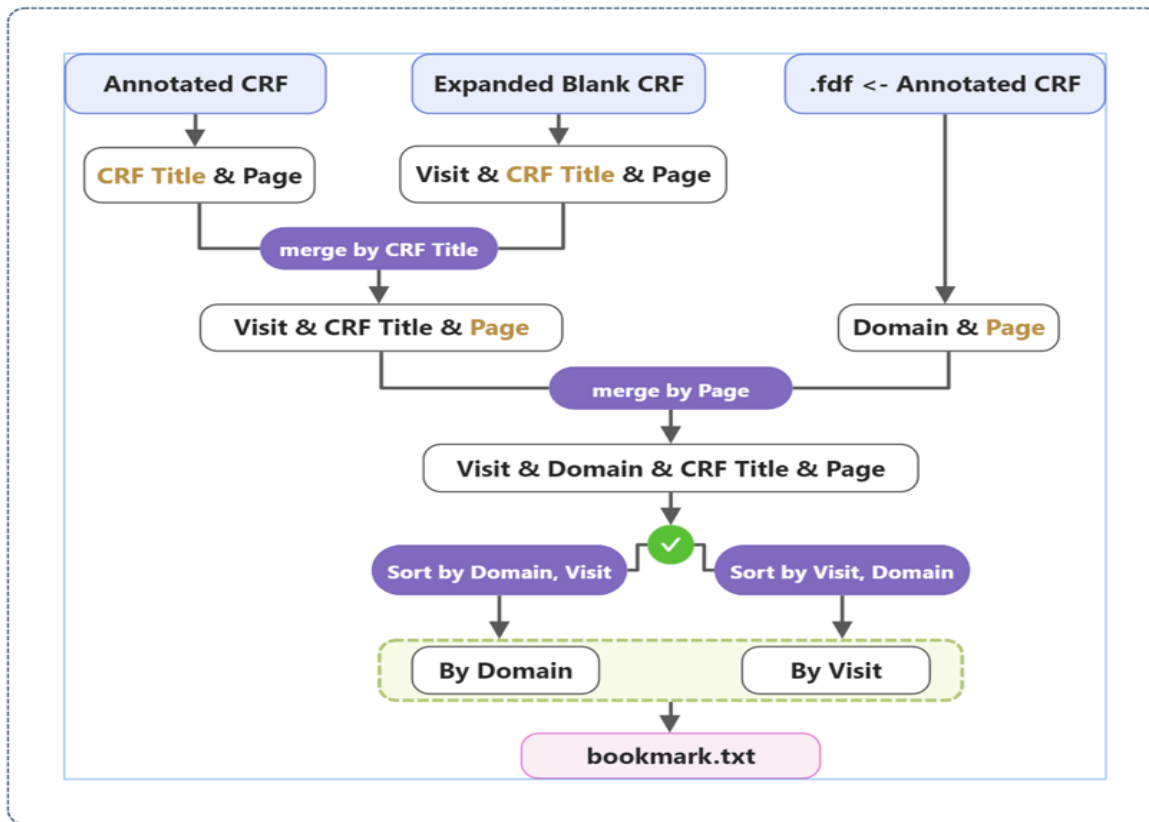 Annotated CRF
Expanded Blank CRF
.fdf <- Annotated CRF
CRF Title & Page
Visit & CRF Title & Page
merge by CRF Title
Visit & CRF Title & Page
Domain & Page
merge by Page
Visit & Domain & CRF Title & Page
Sort by Domain, Visit
Sort by Visit, Domain
By Domain
By Visit
bookmark.txt